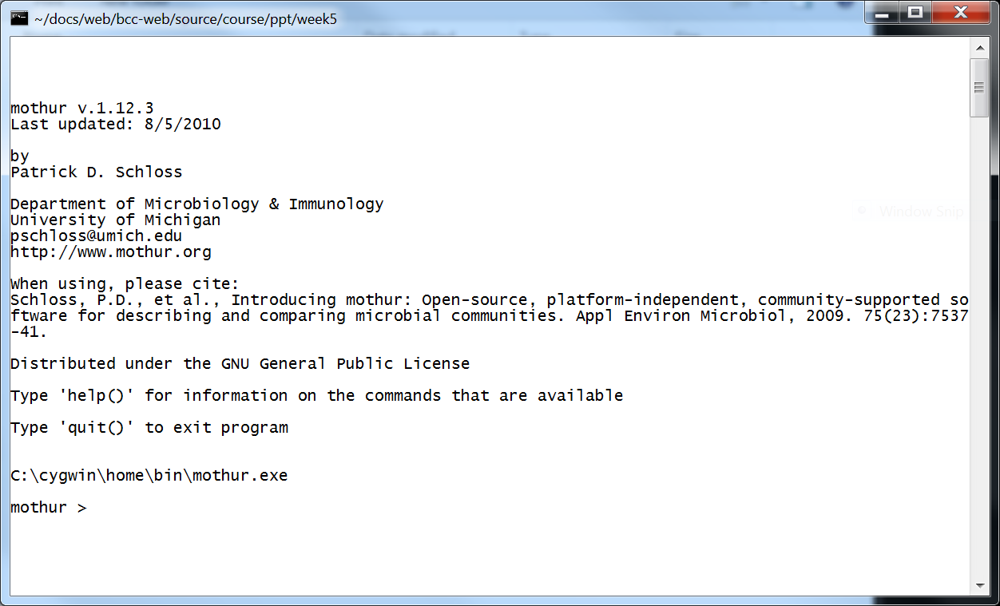 ~/docs/web/bcc-web/source/course/ppt/week5
mothur v.1.12.3
Last updated: 8/5/2010
by
Patrick D. Schloss
Department of Microbiology & Immunology
University of Michigan
pschloss@umich.edu
http://www.mothur.org
Window Snip
When using, please cite:
Schloss, P.D., et al., Introducing mothur: Open-source, platform-independent, community-supported so
ftware for describing and comparing microbial communities. Appl Environ Microbiol, 2009. 75(23):7537
-41.
Distributed under the GNU General Public License
Type 'help()' for information on the commands that are available
Type 'quit()' to exit program
C:\cygwin\home\bin\mothur.exe
mothur >